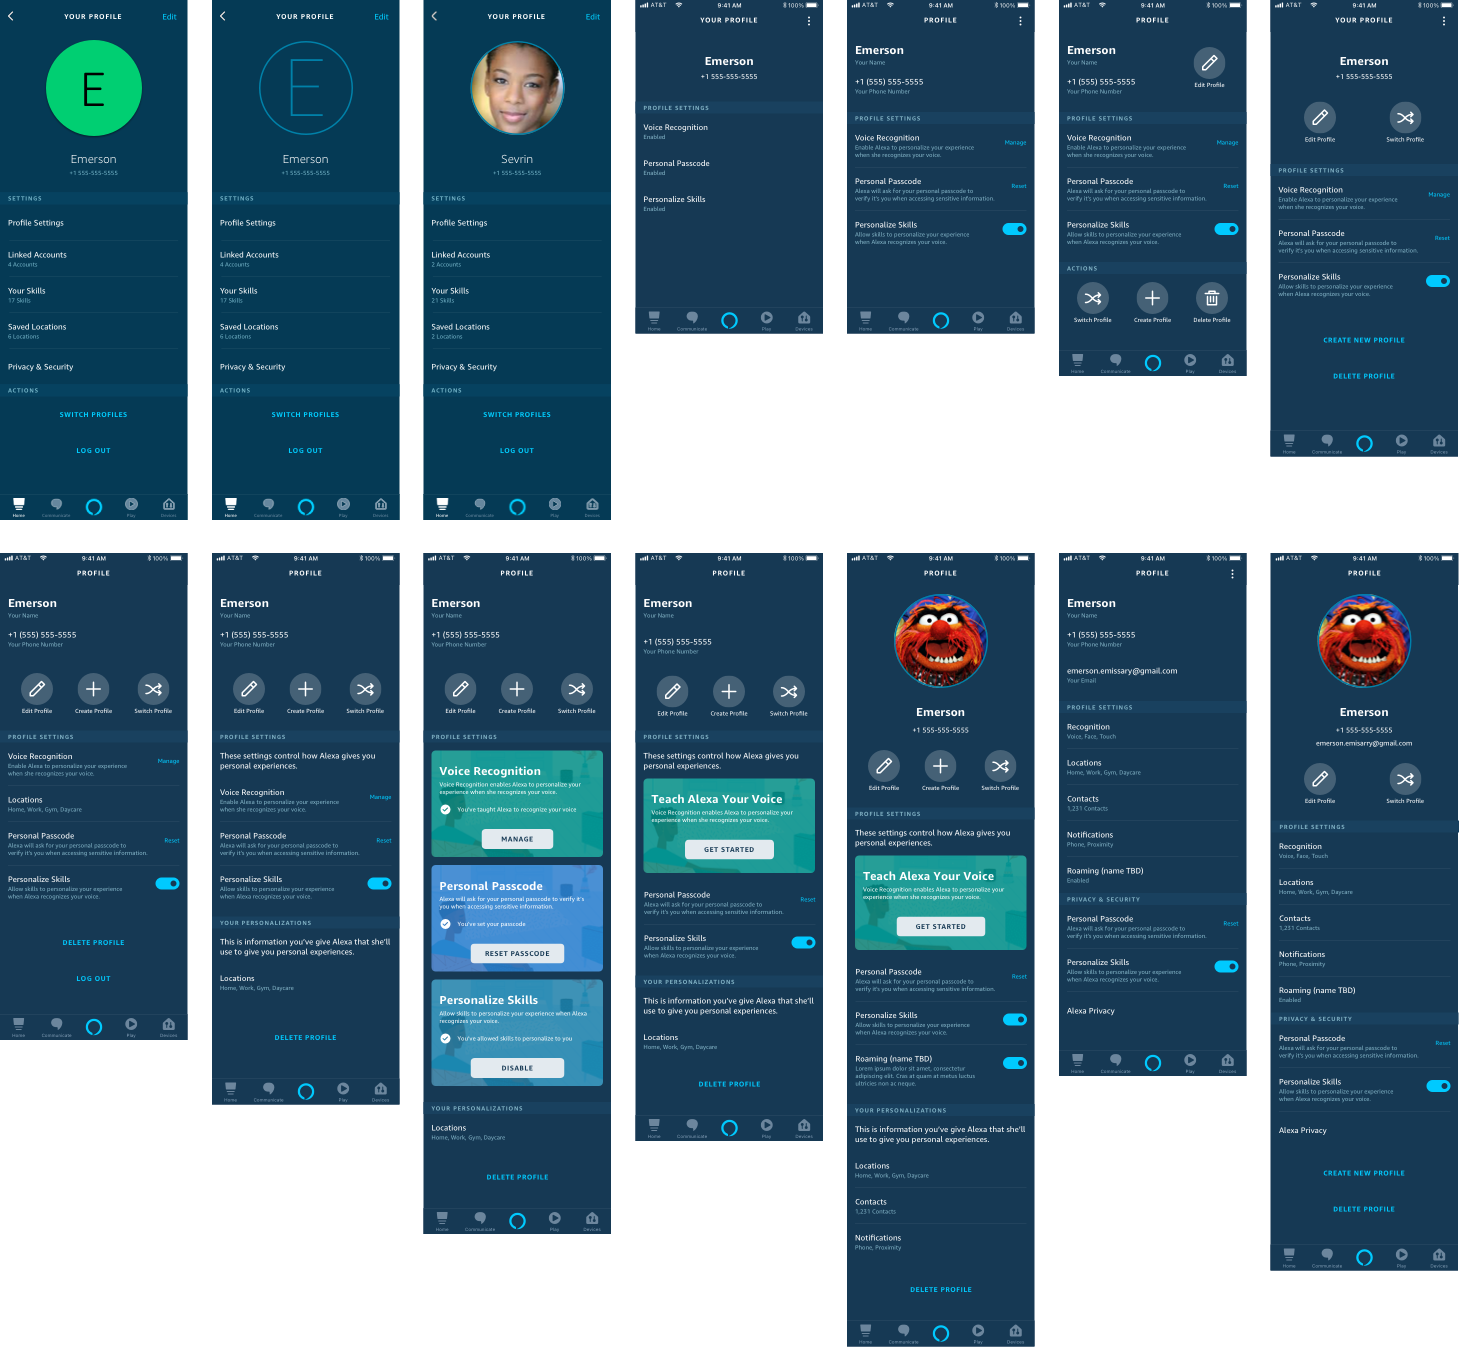 YOUR PROFILE
Edit
E
Emerson
+1 555-555-5555
SETTINGS
Profile Settings
Linked Accounts
4 Accounts
Your Skills
17 Skills
Saved Locations
6 Locations
Privacy & Security
ACTIONS
SWITCH PROFILES
LOG OUT
Home
Communicate
Play
Devices
YOUR PROFILE
Edit
E
Emerson
+1 555-555-5555
SETTINGS
Profile Settings
Linked Accounts
4 Accounts
Your Skills
17 Skills
Saved Locations
6 Locations
Privacy & Security
ACTIONS
SWITCH PROFILES
LOG OUT
Home
Communicate
Play
Devices
YOUR PROFILE
Edit
Sevrin
+1 555-555-5555
SETTINGS
Profile Settings
Linked Accounts
2 Accounts
Your Skills
21 Skills
Saved Locations
2 Locations
Privacy & Security
ACTIONS
SWITCH PROFILES
LOG OUT
Home
Communicate
Play
Devices
AT&T 9:41 AM 100%
YOUR PROFILE
Emerson
+1 555-555-5555
PROFILE SETTINGS
Voice Recognition
Enabled
Personal Passcode
Enabled
Personalize Skills
Enabled
Home
Communicate
Play
Devices
AT&T 9:41 AM 100%
PROFILE
Emerson
Your Name
+1 (555) 555-5555
Your Phone Number
PROFILE SETTINGS
Voice Recognition
Enable Alexa to personalize your experience
when she recognizes your voice.
Manage
Personal Passcode
Alexa will ask for your personal passcode to
verify it's you when accessing sensitive information.
Reset
Personalize Skills
Allow skills to personalize your experience
when Alexa recognizes your voice.
Home
Communicate
Play
Devices
AT&T 9:41 AM 100%
PROFILE
Emerson
Your Name
+1 (555) 555-5555
Your Phone Number
Edit Profile
PROFILE SETTINGS
Voice Recognition
Enable Alexa to personalize your experience
when she recognizes your voice.
Manage
Personal Passcode
Alexa will ask for your personal passcode to
verify it's you when accessing sensitive information.
Reset
Personalize Skills
Allow skills to personalize your experience
when Alexa recognizes your voice.
ACTIONS
Switch Profile
Create Profile
Delete Profile
Home
Communicate
Play
Devices
AT&T 9:41 AM 100%
YOUR PROFILE
Emerson
+1 555-555-5555
Edit Profile
Switch Profile
PROFILE SETTINGS
Voice Recognition
Enable Alexa to personalize your experience
when she recognizes your voice.
Manage
Personal Passcode
Alexa will ask for your personal passcode to
verify it's you when accessing sensitive information.
Reset
Personalize Skills
Allow skills to personalize your experience
when Alexa recognizes your voice.
CREATE NEW PROFILE
DELETE PROFILE
Home
Communicate
Play
Devices
AT&T 9:41 AM 100%
PROFILE
Emerson
Your Name
+1 (555) 555-5555
Your Phone Number
Edit Profile
Create Profile
Switch Profile
PROFILE SETTINGS
Voice Recognition
Enable Alexa to personalize your experience
when she recognizes your voice.
Manage
Locations
Home, Work, Gym, Daycare
Personal Passcode
Alexa will ask for your personal passcode to
verify it's you when accessing sensitive information.
Reset
Personalize Skills
Allow skills to personalize your experience
when Alexa recognizes your voice.
DELETE PROFILE
LOG OUT
Home
Communicate
Play
Devices
AT&T 9:41 AM 100%
PROFILE
Emerson
Your Name
+1 (555) 555-5555
Your Phone Number
Edit Profile
Create Profile
Switch Profile
PROFILE SETTINGS
These settings control how Alexa gives you
personal experiences.
Voice Recognition
Enable Alexa to personalize your experience
when she recognizes your voice.
Manage
Personal Passcode
Alexa will ask for your personal passcode to
verify it's you when accessing sensitive information.
Reset
Personalize Skills
Allow skills to personalize your experience
when Alexa recognizes your voice.
YOUR PERSONALIZATIONS
This is information you've give Alexa that she'll
use to give you personal experiences.
Locations
Home, Work, Gym, Daycare
DELETE PROFILE
Home
Communicate
Play
Devices
AT&T 9:41 AM 100%
PROFILE
Emerson
Your Name
+1 (555) 555-5555
Your Phone Number
Edit Profile
Create Profile
Switch Profile
PROFILE SETTINGS
Voice Recognition
Voice Recognition enables Alexa to personalize your
experience when she recognizes your voice.
You've taught Alexa to recognize your voice
MANAGE
Personal Passcode
Alexa will ask for your personal passcode to verify it's
you when accessing sensitive information.
You've set your passcode
RESET PASSCODE
Personalize Skills
Allow skills to personalize your experience when Alexa
recognizes your voice.
You've allowed skills to personalize to you
DISABLE
YOUR PERSONALIZATIONS
Locations
Home, Work, Gym, Daycare
DELETE PROFILE
Home
Communicate
Play
Devices
AT&T 9:41 AM 100%
PROFILE
Emerson
Your Name
+1 (555) 555-5555
Your Phone Number
Edit Profile
Create Profile
Switch Profile
PROFILE SETTINGS
These settings control how Alexa gives you
personal experiences.
Teach Alexa Your Voice
Voice Recognition enables Alexa to personalize your
experience when she recognizes your voice.
GET STARTED
Personal Passcode
Alexa will ask for your personal passcode to
verify it's you when accessing sensitive information.
Reset
Personalize Skills
Allow skills to personalize your experience
when Alexa recognizes your voice.
YOUR PERSONALIZATIONS
This is information you've give Alexa that she'll
use to give you personal experiences.
Locations
Home, Work, Gym, Daycare
DELETE PROFILE
Home
Communicate
Play
Devices
AT&T 9:41 AM 100%
PROFILE
Emerson
+1 555-555-5555
Edit Profile
Create Profile
Switch Profile
PROFILE SETTINGS
These settings control how Alexa gives you
personal experiences.
Teach Alexa Your Voice
Voice Recognition enables Alexa to personalize your
experience when she recognizes your voice.
GET STARTED
Personal Passcode
Alexa will ask for your personal passcode to
verify it's you when accessing sensitive information.
Reset
Personalize Skills
Allow skills to personalize your experience
when Alexa recognizes your voice.
Roaming (name TBD)
Lorem ipsum dolor sit amet, consectetur
adipiscing elit. Cras at quam at metus luctus
ultricies non ac neque.
YOUR PERSONALIZATIONS
This is information you've give Alexa that she'll
use to give you personal experiences.
Locations
Home, Work, Gym, Daycare
Contacts
1,231 Contacts
Notifications
Phone, Proximity
DELETE PROFILE
Home
Communicate
Play
Devices
AT&T 9:41 AM 100%
PROFILE
Emerson
Your Name
+1 (555) 555-5555
Your Phone Number
emerson.emissary@gmail.com
Your Email
PROFILE SETTINGS
Recognition
Voice, Face, Touch
Locations
Home, Work, Gym, Daycare
Contacts
1,231 Contacts
Notifications
Phone, Proximity
Roaming (name TBD)
Enabled
PRIVACY & SECURITY
Personal Passcode
Alexa will ask for your personal passcode to
verify it's you when accessing sensitive information.
Reset
Personalize Skills
Allow skills to personalize your experience
when Alexa recognizes your voice.
Alexa Privacy
Home
Communicate
Play
Devices
AT&T 9:41 AM 100%
PROFILE
Emerson
+1 555-555-5555
emerson.emisarry@gmail.com
Edit Profile
Switch Profile
PROFILE SETTINGS
Recognition
Voice, Face, Touch
Locations
Home, Work, Gym, Daycare
Contacts
1,231 Contacts
Notifications
Phone, Proximity
Roaming (name TBD)
Enabled
PRIVACY & SECURITY
Personal Passcode
Alexa will ask for your personal passcode to
verify it's you when accessing sensitive information.
Reset
Personalize Skills
Allow skills to personalize your experience
when Alexa recognizes your voice.
Alexa Privacy
CREATE NEW PROFILE
DELETE PROFILE
Home
Communicate
Play
Devices